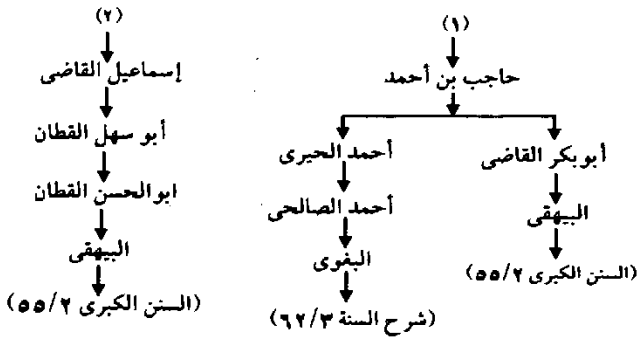 (١)
حاجب بن أحمد
أبو بكر القاضى
البيهقى
(السنن الكبرى ٢/٥٥)
أحمد الحيرى
أحمد الصالحى
البغوى
(شرح السنة ٣/٦٢)
(٢)
إسماعيل القاضى
أبو سهل القطان
ابو الحسن القطان
البيهقى
(السنن الكبرى ٢/٥٥)